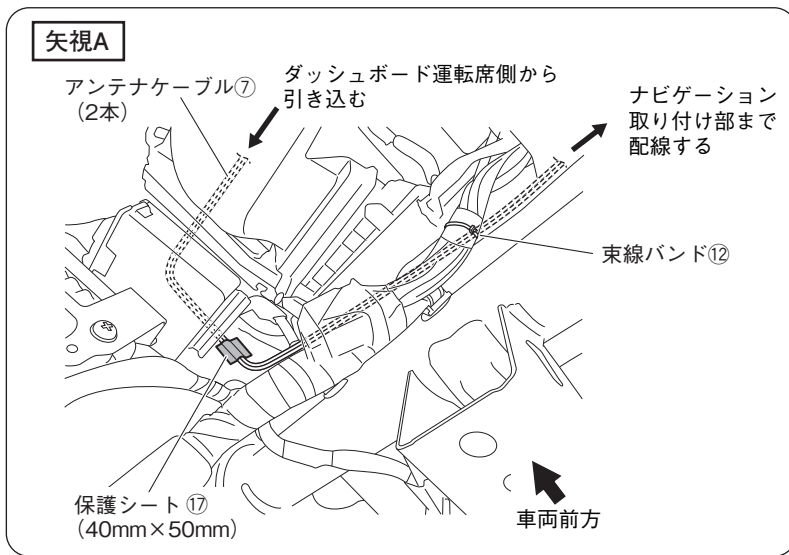 矢視A
アンテナケーブル⑦
（2本）
ダッシュボード運転席側から
引き込む
ナビゲーション
取り付け部まで
配線する
束線バンド⑫
保護シート⑰
（40mm×50mm）
車両前方